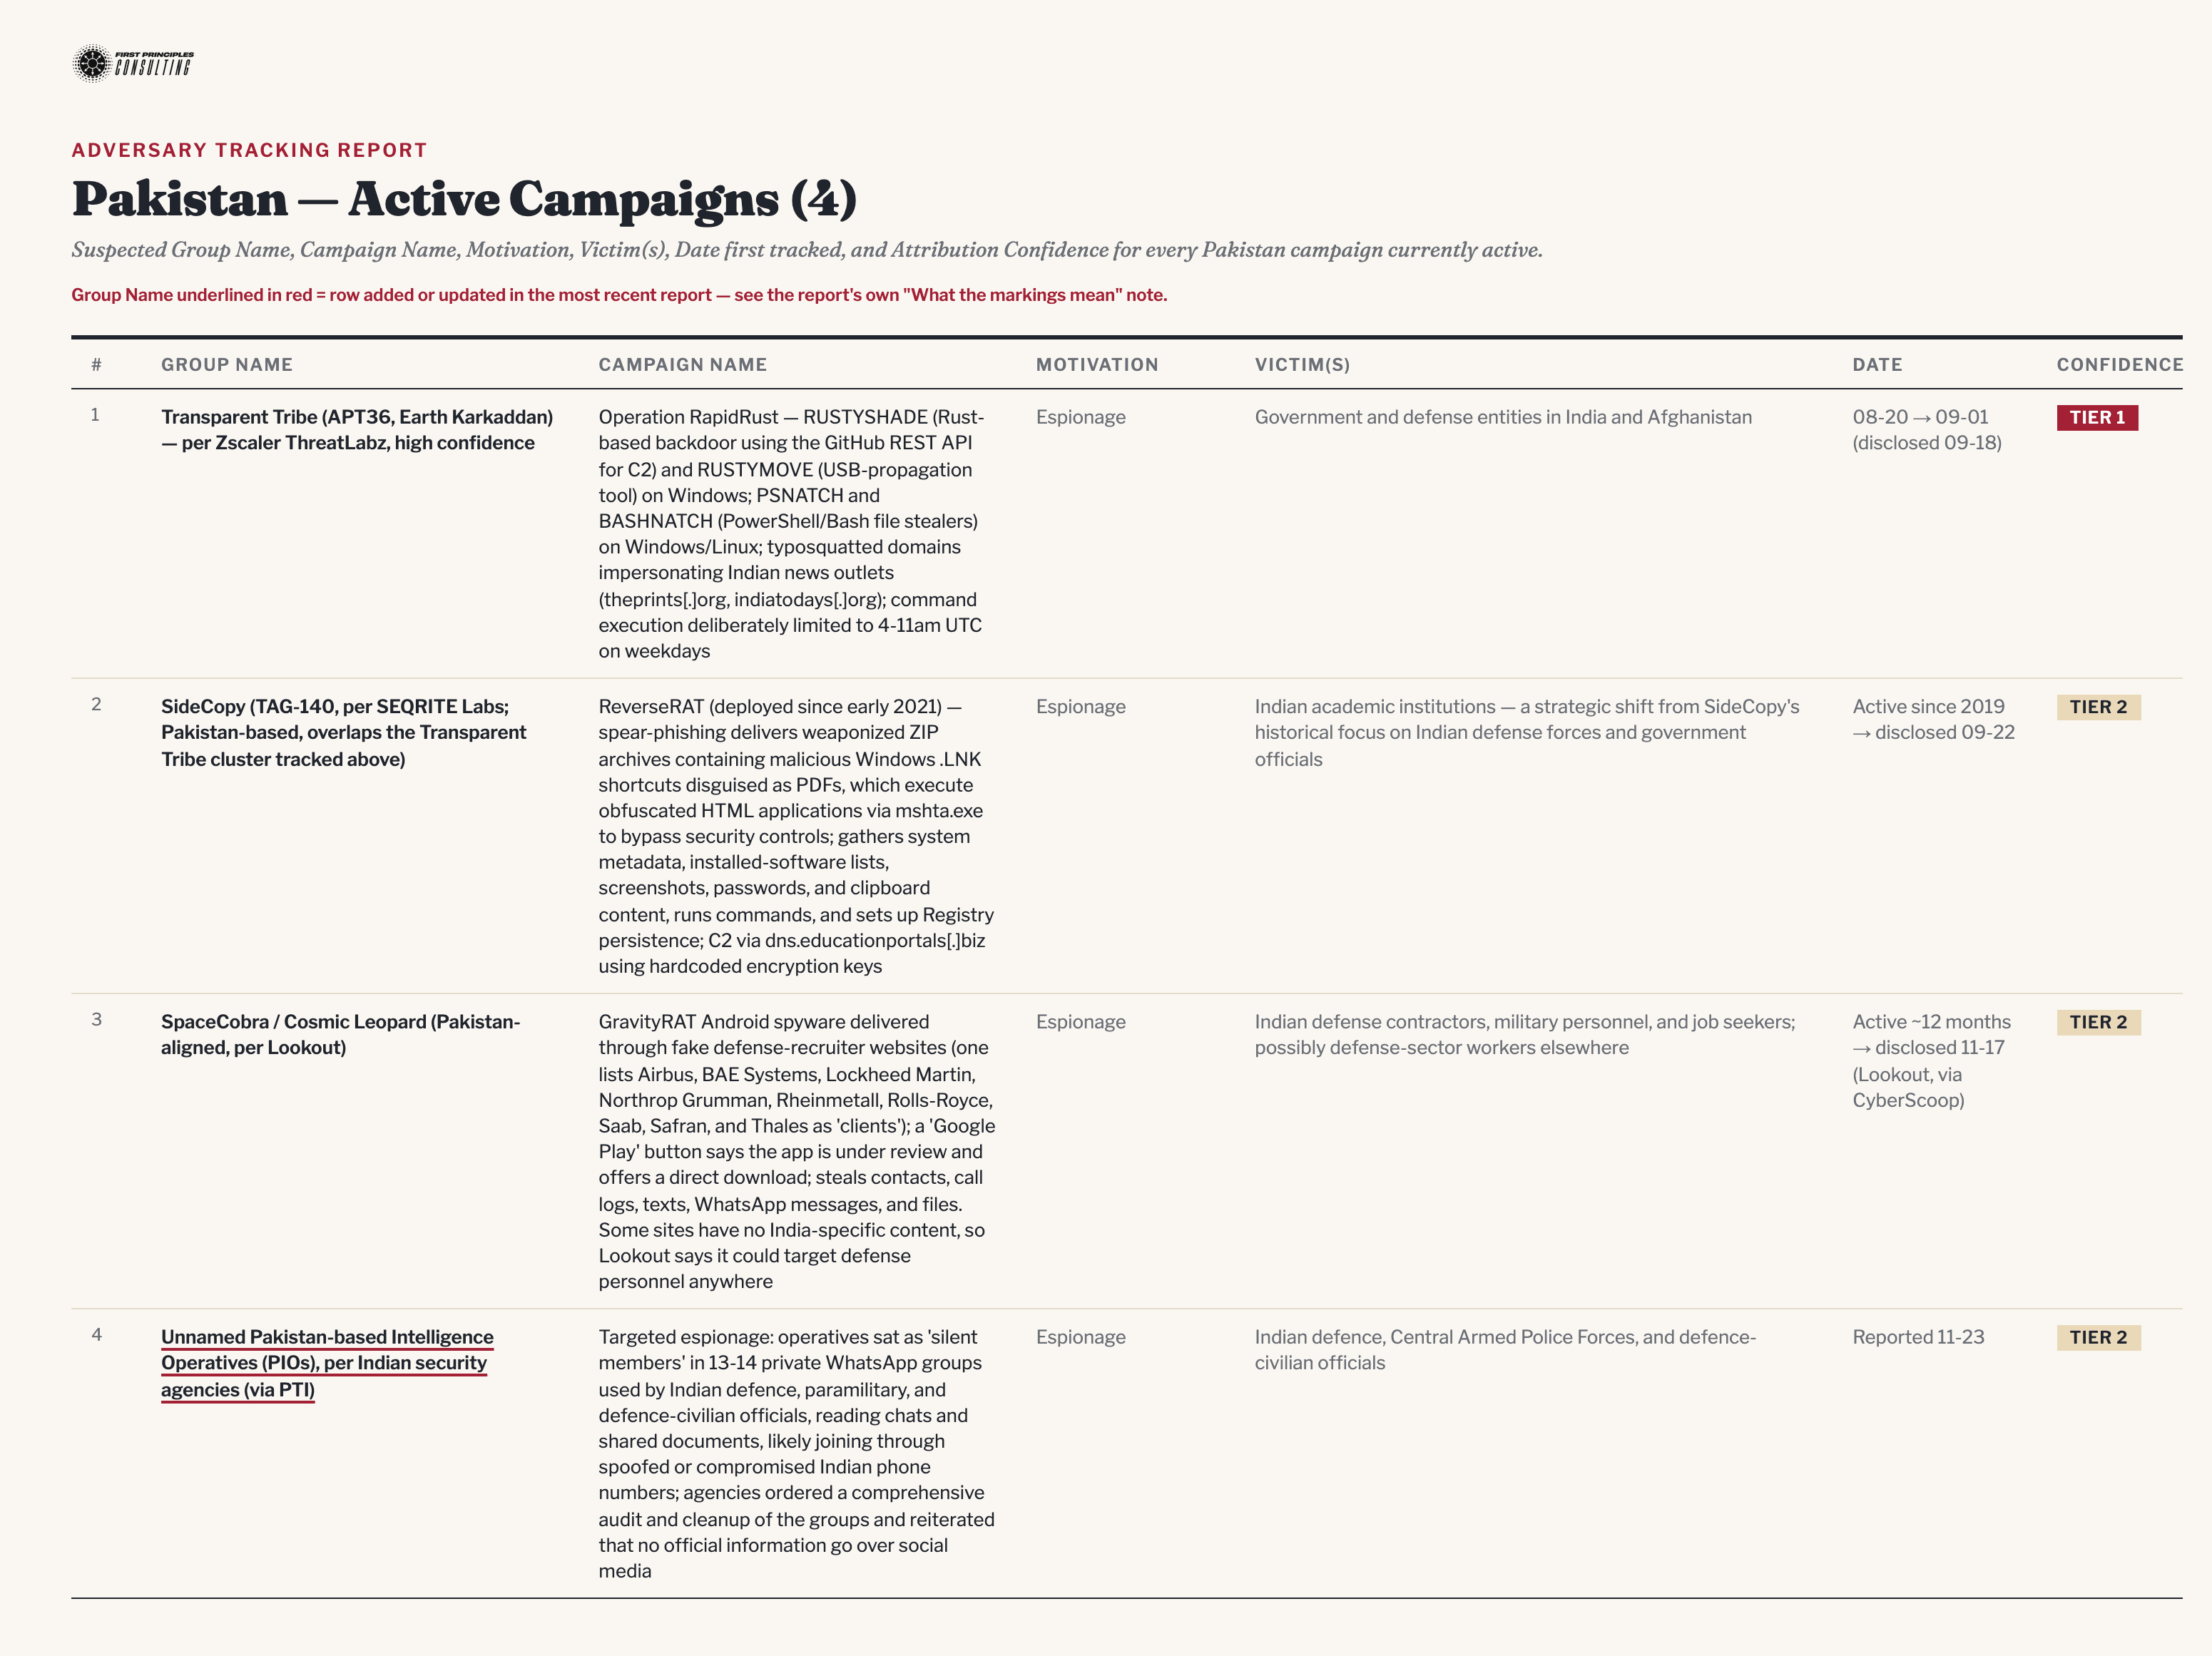 FIRST PRINCIPLES
CONSULTING
ADVERSARY TRACKING REPORT
Pakistan — Active Campaigns (4)
Suspected Group Name, Campaign Name, Motivation, Victim(s), Date first tracked, and Attribution Confidence for every Pakistan campaign currently active.
Group Name underlined in red = row added or updated in the most recent report — see the report's own "What the markings mean" note.
# GROUP NAME CAMPAIGN NAME MOTIVATION VICTIM(S) DATE CONFIDENCE
1
Transparent Tribe (APT36, Earth Karkaddan)
— per Zscaler ThreatLabz, high confidence
Operation RapidRust — RUSTYSHADE (Rust-
based backdoor using the GitHub REST API
for C2) and RUSTYMOVE (USB-propagation
tool) on Windows; PSNATCH and
BASHNATCH (PowerShell/Bash file stealers)
on Windows/Linux; typosquatted domains
impersonating Indian news outlets
(theprints[.]org, indiatodays[.]org); command
execution deliberately limited to 4-11am UTC
on weekdays
Espionage
Government and defense entities in India and Afghanistan
08-20 → 09-01
(disclosed 09-18)
TIER 1
2
SideCopy (TAG-140, per SEQRITE Labs;
Pakistan-based, overlaps the Transparent
Tribe cluster tracked above)
ReverseRAT (deployed since early 2021) —
spear-phishing delivers weaponized ZIP
archives containing malicious Windows .LNK
shortcuts disguised as PDFs, which execute
obfuscated HTML applications via mshta.exe
to bypass security controls; gathers system
metadata, installed-software lists,
screenshots, passwords, and clipboard
content, runs commands, and sets up Registry
persistence; C2 via dns.educationportals[.]biz
using hardcoded encryption keys
Espionage
Indian academic institutions — a strategic shift from SideCopy's
historical focus on Indian defense forces and government
officials
Active since 2019
→ disclosed 09-22
TIER 2
3
SpaceCobra / Cosmic Leopard (Pakistan-
aligned, per Lookout)
GravityRAT Android spyware delivered
through fake defense-recruiter websites (one
lists Airbus, BAE Systems, Lockheed Martin,
Northrop Grumman, Rheinmetall, Rolls-Royce,
Saab, Safran, and Thales as 'clients'); a 'Google
Play' button says the app is under review and
offers a direct download; steals contacts, call
logs, texts, WhatsApp messages, and files.
Some sites have no India-specific content, so
Lookout says it could target defense
personnel anywhere
Espionage
Indian defense contractors, military personnel, and job seekers;
possibly defense-sector workers elsewhere
Active ~12 months
→ disclosed 11-17
(Lookout, via
CyberScoop)
TIER 2
4
Unnamed Pakistan-based Intelligence
Operatives (PIOs), per Indian security
agencies (via PTI)
Targeted espionage: operatives sat as 'silent
members' in 13-14 private WhatsApp groups
used by Indian defence, paramilitary, and
defence-civilian officials, reading chats and
shared documents, likely joining through
spoofed or compromised Indian phone
numbers; agencies ordered a comprehensive
audit and cleanup of the groups and reiterated
that no official information go over social
media
Espionage
Indian defence, Central Armed Police Forces, and defence-
civilian officials
Reported 11-23
TIER 2